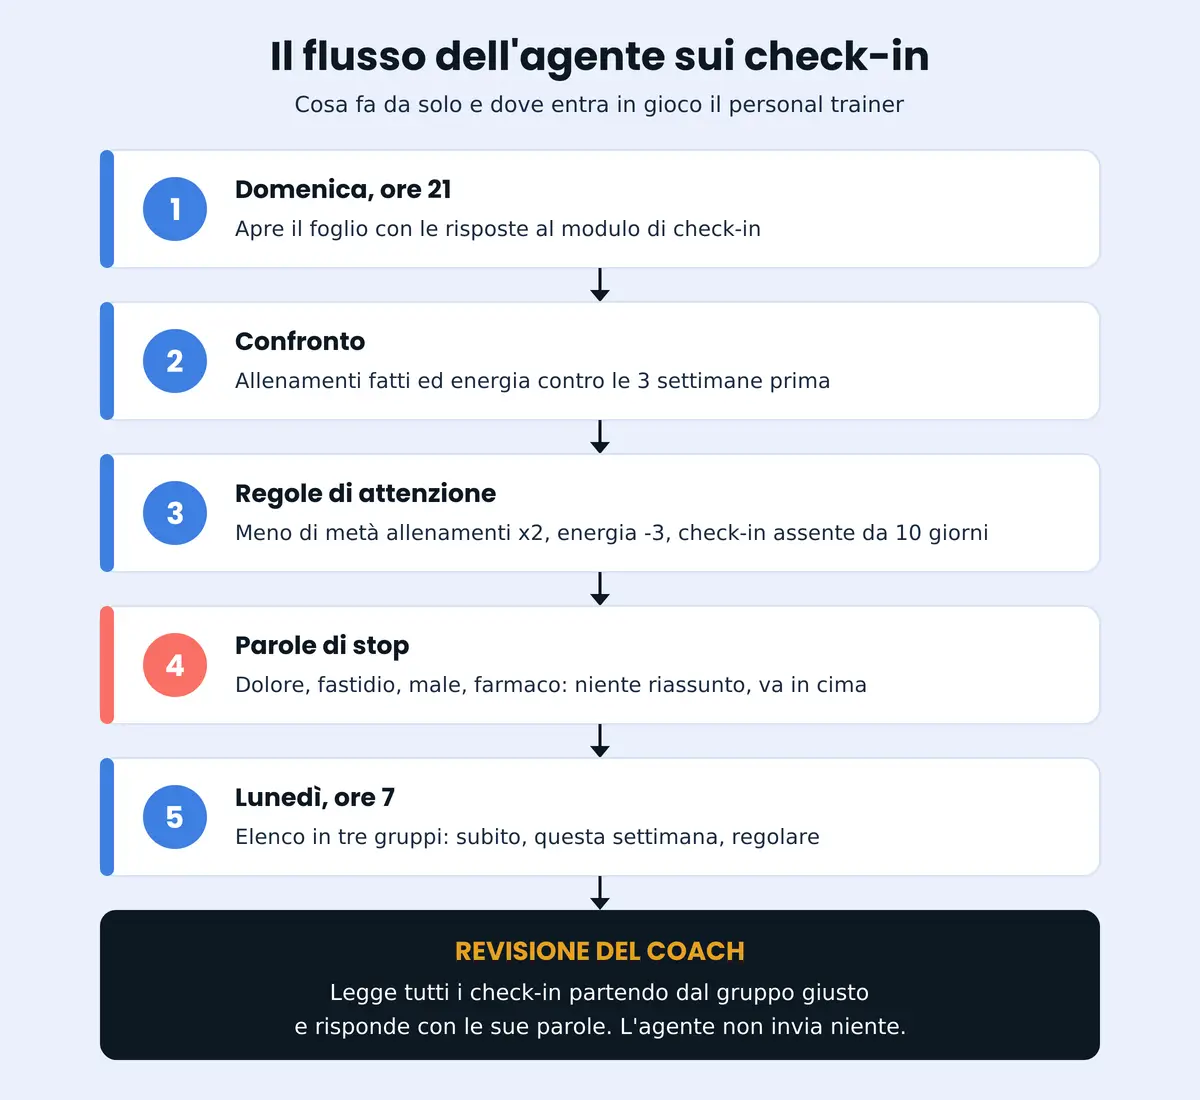 Il flusso dell'agente sui check-in
Cosa fa da solo e dove entra in gioco il personal trainer
1
Domenica, ore 21
Apre il foglio con le risposte al modulo di check-in
2
Confronto
Allenamenti fatti ed energia contro le 3 settimane prima
3
Regole di attenzione
Meno di metà allenamenti x2, energia -3, check-in assente da 10 giorni
4
Parole di stop
Dolore, fastidio, male, farmaco: niente riassunto, va in cima
5
Lunedì, ore 7
Elenco in tre gruppi: subito, questa settimana, regolare
REVISIONE DEL COACH
Legge tutti i check-in partendo dal gruppo giusto
e risponde con le sue parole. L'agente non invia niente.